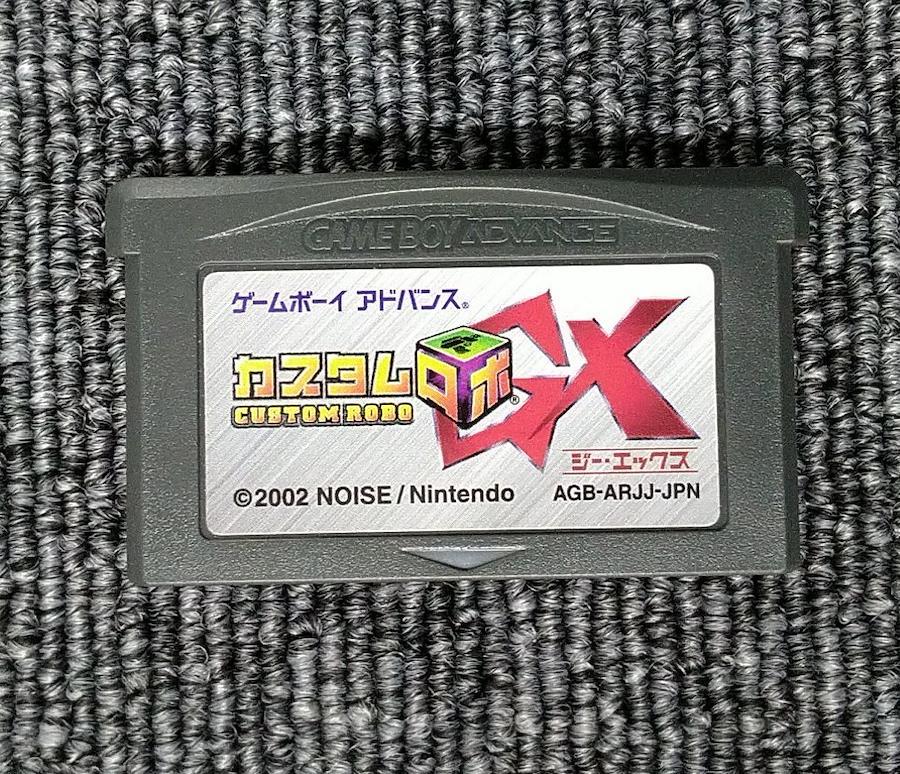 GAME BOY ADVANCE
ゲームボーイ アドバンス®
カスタムロボ® GX
CUSTOM ROBO
ジー・エックス
©2002 NOISE/Nintendo
AGB-ARJJ-JPN